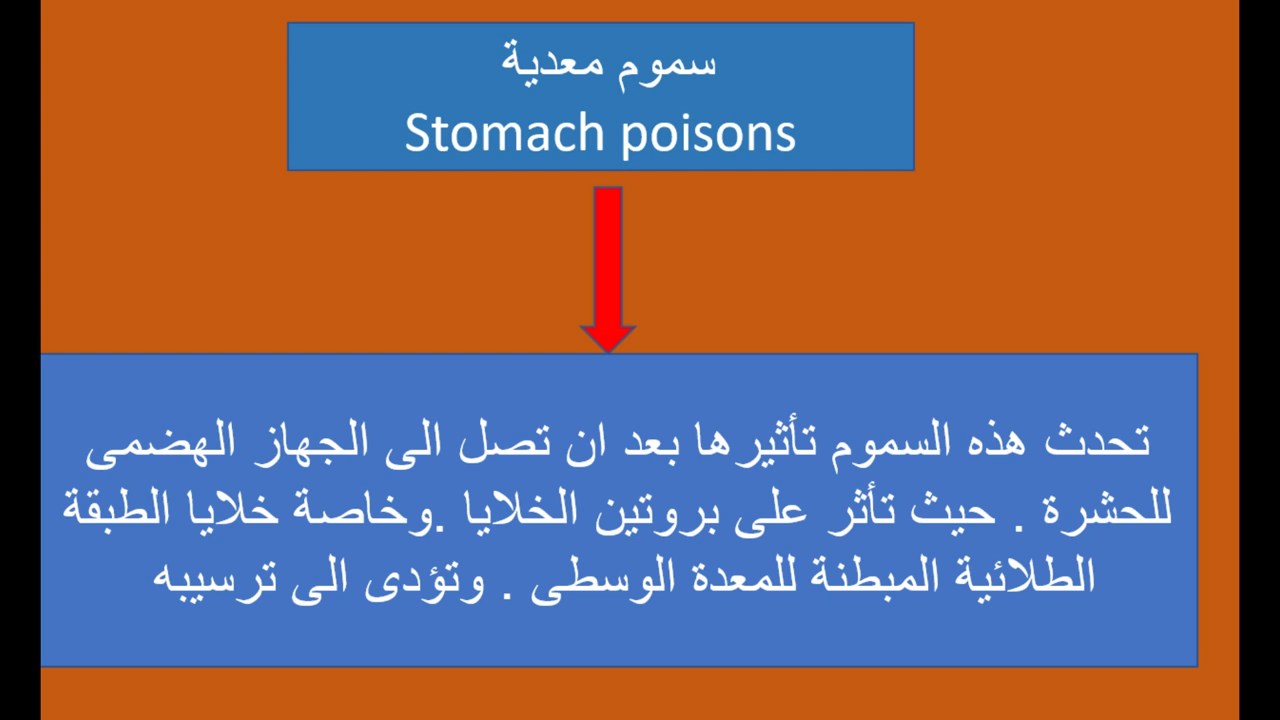 سموم معدية
Stomach poisons
تحدث هذه السموم تأثيرها بعد ان تصل الى الجهاز الهضمى
للحشرة . حيث تأثر على بروتين الخلايا .وخاصة خلايا الطبقة
الطلائية المبطنة للمعدة الوسطى . وتؤدى الى ترسيبه